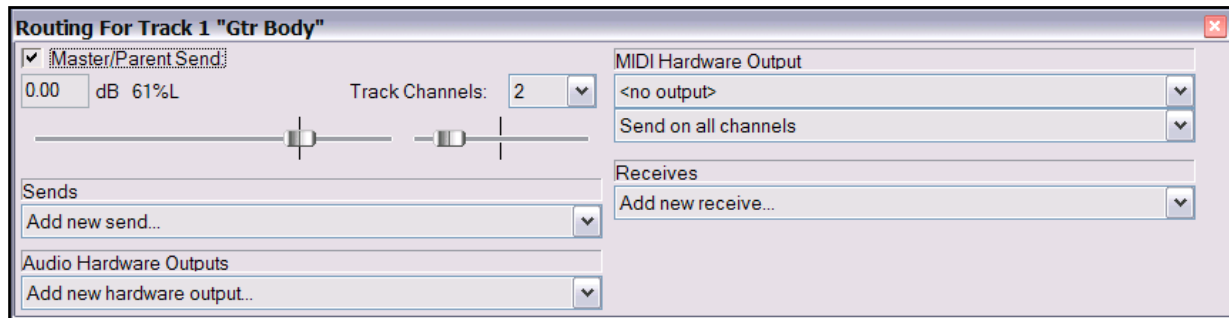 Routing For Track 1 "Gtr Body"
Master/Parent Send:
0.00 dB 61%L Track Channels: 2
Sends
Add new send...
Audio Hardware Outputs
Add new hardware output...
MIDI Hardware Output
<no output>
Send on all channels
Receives
Add new receive...